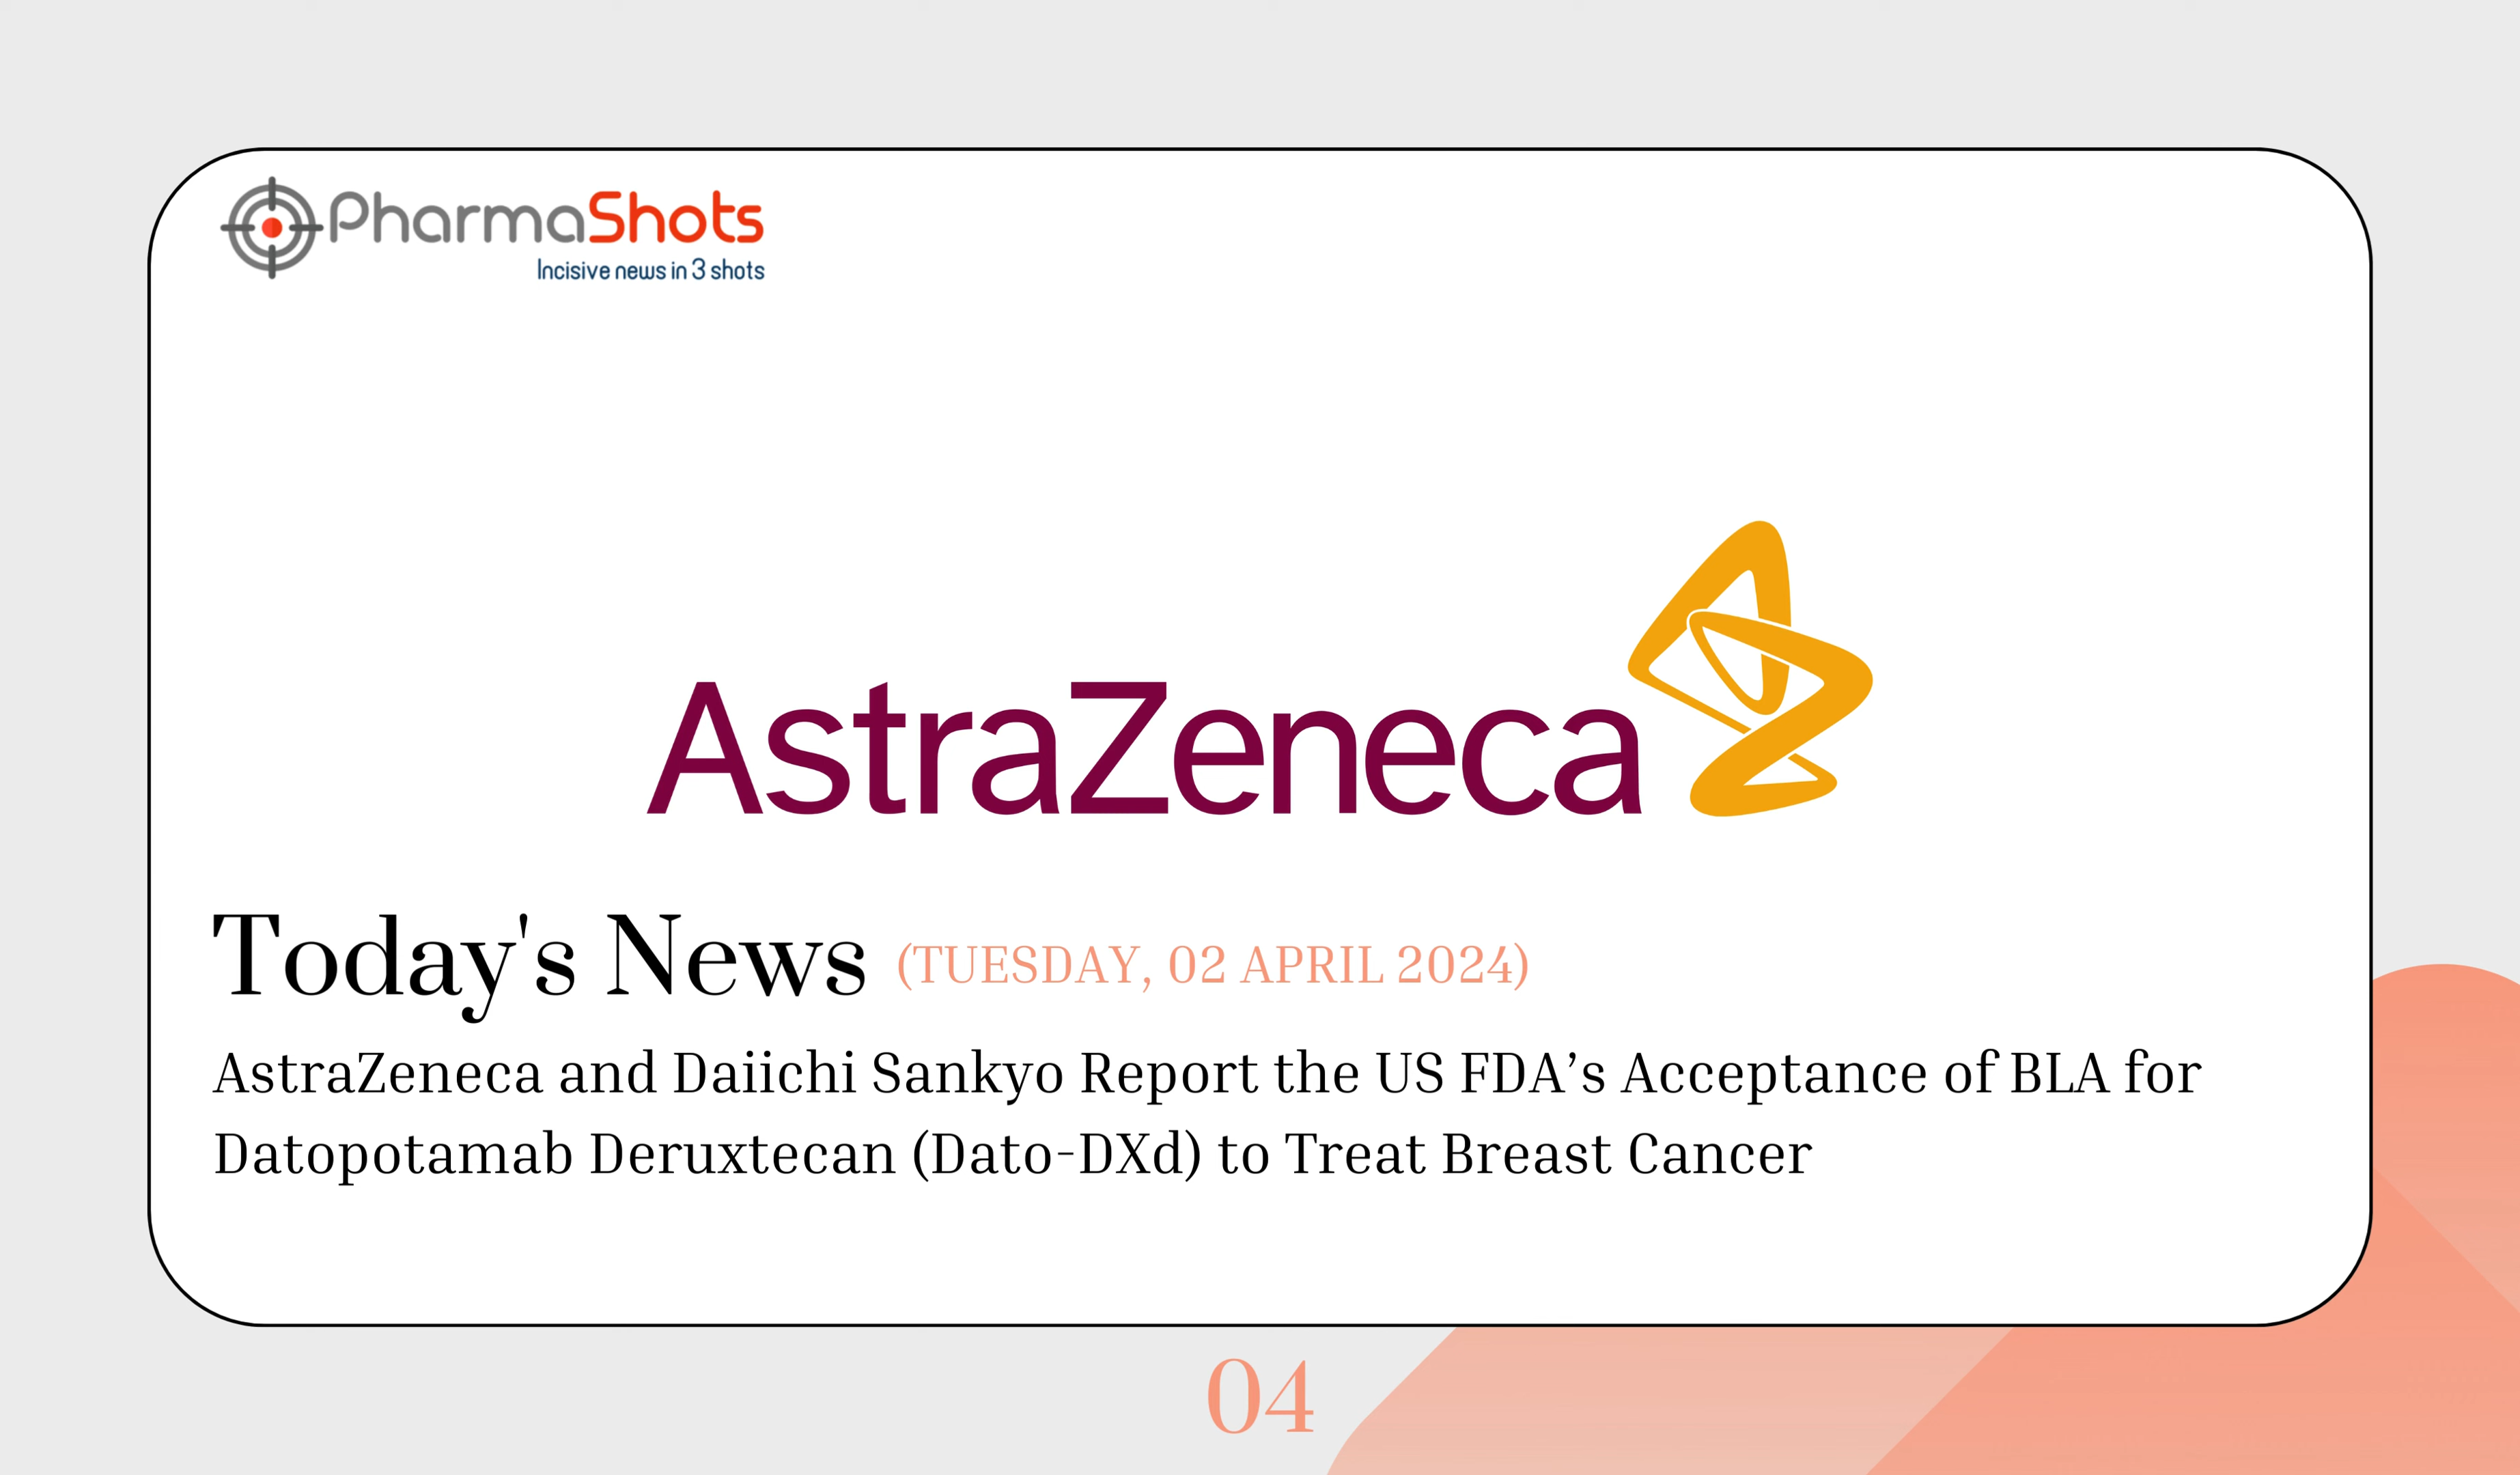 PharmaShots
Incisive news in 3 shots
AstraZeneca
Today's News (TUESDAY, 02 APRIL 2024)
AstraZeneca and Daiichi Sankyo Report the US FDA’s Acceptance of BLA for
Datopotamab Deruxtecan (Dato-DXd) to Treat Breast Cancer
04